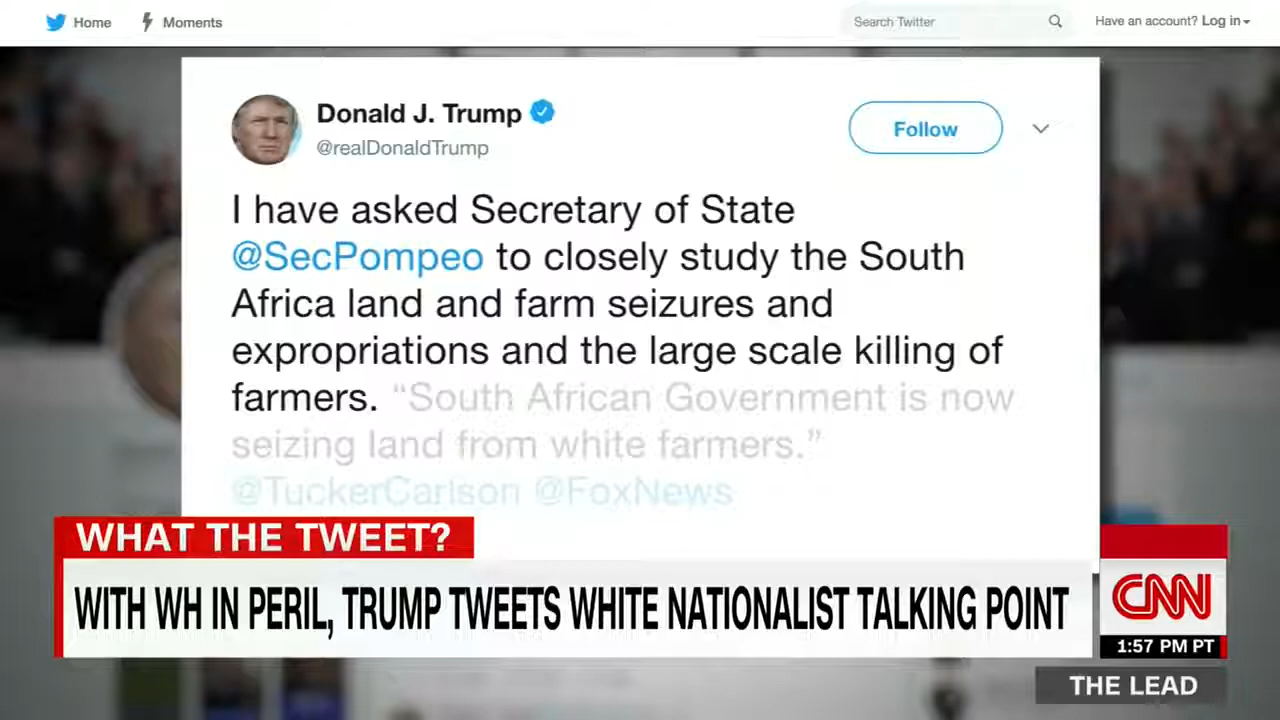 Home Moments Search Twitter Have an account? Log in
Donald J. Trump
@realDonaldTrump
Follow
I have asked Secretary of State
@SecPompeo to closely study the South
Africa land and farm seizures and
expropriations and the large scale killing of
farmers. “South African Government is now
seizing land from white farmers.”
@TuckerCarlson @FoxNews
WHAT THE TWEET?
WITH WH IN PERIL, TRUMP TWEETS WHITE NATIONALIST TALKING POINT
CNN
1:57 PM PT
THE LEAD